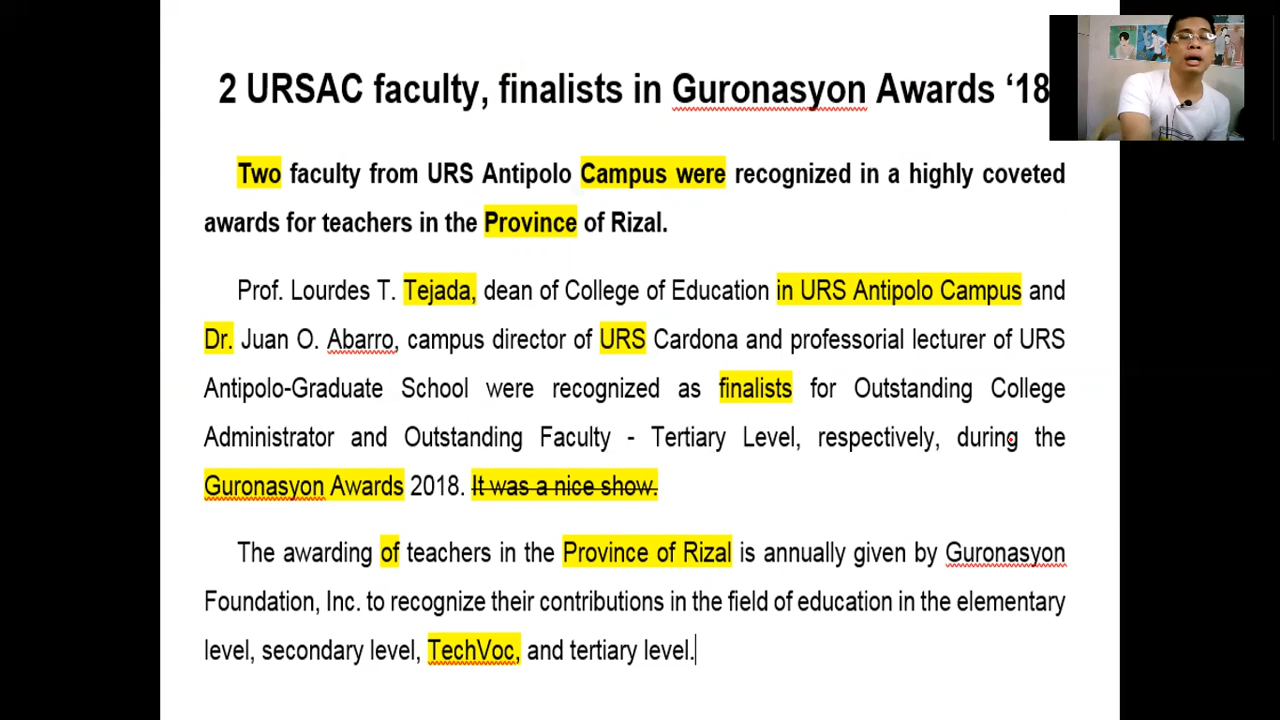 2 URSAC faculty, finalists in Guronasyon Awards ‘18
Two faculty from URS Antipolo Campus were recognized in a highly coveted
awards for teachers in the Province of Rizal.
Prof. Lourdes T. Tejada, dean of College of Education in URS Antipolo Campus and
Dr. Juan O. Abarro, campus director of URS Cardona and professorial lecturer of URS
Antipolo-Graduate School were recognized as finalists for Outstanding College
Administrator and Outstanding Faculty - Tertiary Level, respectively, during the
Guronasyon Awards 2018. It was a nice show.
The awarding of teachers in the Province of Rizal is annually given by Guronasyon
Foundation, Inc. to recognize their contributions in the field of education in the elementary
level, secondary level, TechVoc, and tertiary level.